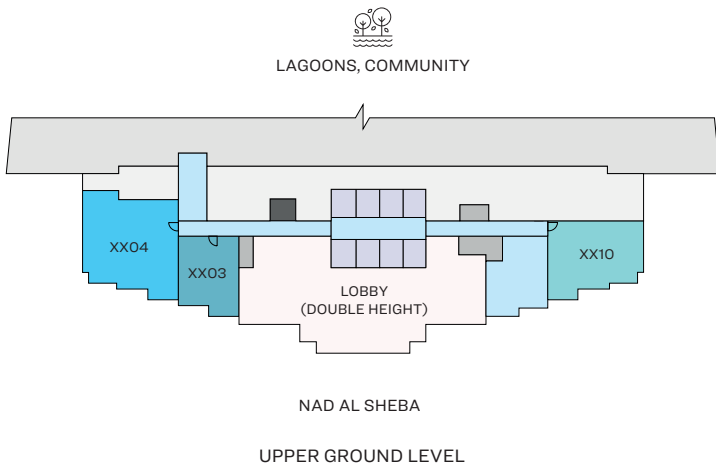 LAGOONS, COMMUNITY
XX04
XX03
XX10
LOBBY
(DOUBLE HEIGHT)
NAD AL SHEBA
UPPER GROUND LEVEL